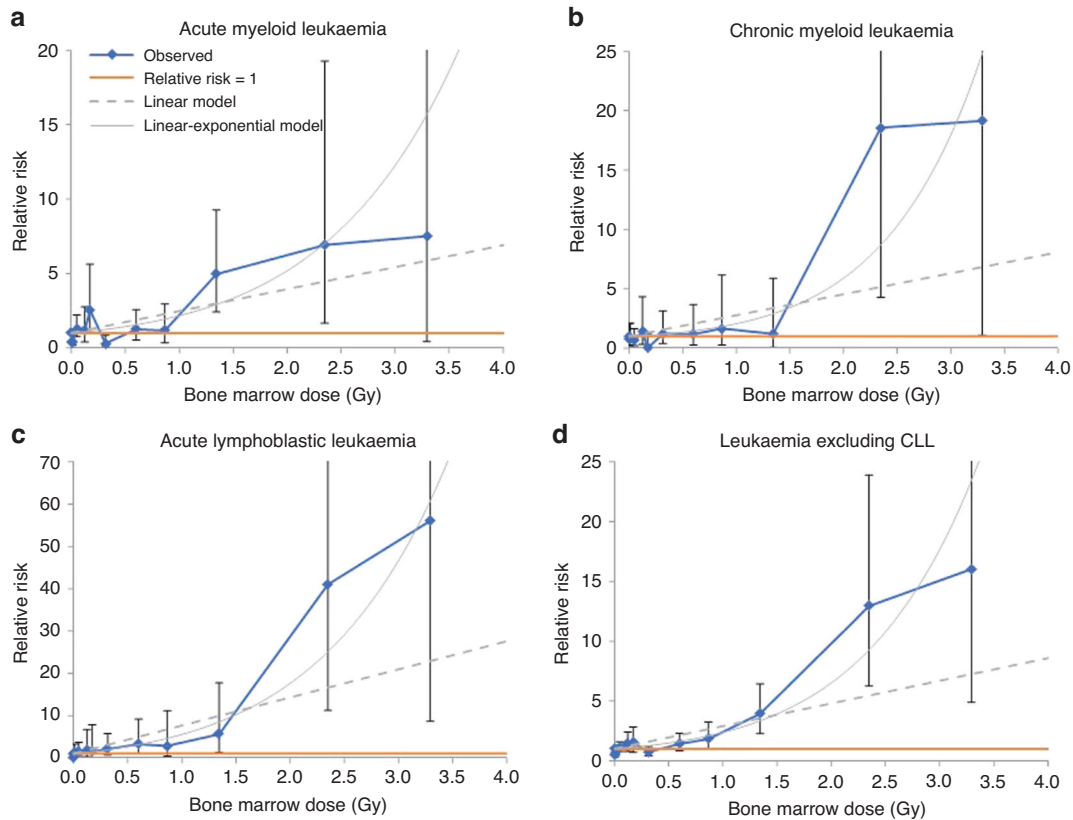 a
Acute myeloid leukaemia
Observed
Relative risk = 1
Linear model
Linear-exponential model
Relative risk
20
15
10
5
0
0.0 0.5 1.0 1.5 2.0 2.5 3.0 3.5 4.0
Bone marrow dose (Gy)
b
Chronic myeloid leukaemia
Relative risk
25
20
15
10
5
0
0.0 0.5 1.0 1.5 2.0 2.5 3.0 3.5 4.0
Bone marrow dose (Gy)
c
Acute lymphoblastic leukaemia
Relative risk
70
60
50
40
30
20
10
0
0.0 0.5 1.0 1.5 2.0 2.5 3.0 3.5 4.0
Bone marrow dose (Gy)
d
Leukaemia excluding CLL
Relative risk
25
20
15
10
5
0
0.0 0.5 1.0 1.5 2.0 2.5 3.0 3.5 4.0
Bone marrow dose (Gy)